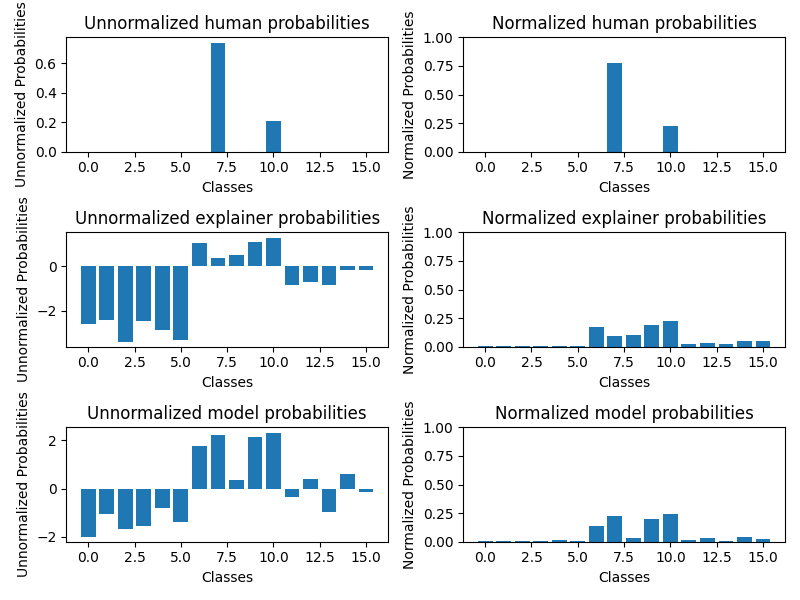 Unnormalized human probabilities
Unnormalized Probabilities
0.6
0.4
0.2
0.0
0.0 2.5 5.0 7.5 10.0 12.5 15.0
Classes
Normalized human probabilities
Normalized Probabilities
1.00
0.75
0.50
0.25
0.00
0.0 2.5 5.0 7.5 10.0 12.5 15.0
Classes
Unnormalized explainer probabilities
Unnormalized Probabilities
0
−2
0.0 2.5 5.0 7.5 10.0 12.5 15.0
Classes
Normalized explainer probabilities
Normalized Probabilities
1.00
0.75
0.50
0.25
0.00
0.0 2.5 5.0 7.5 10.0 12.5 15.0
Classes
Unnormalized model probabilities
Unnormalized Probabilities
2
0
−2
0.0 2.5 5.0 7.5 10.0 12.5 15.0
Classes
Normalized model probabilities
Normalized Probabilities
1.00
0.75
0.50
0.25
0.00
0.0 2.5 5.0 7.5 10.0 12.5 15.0
Classes